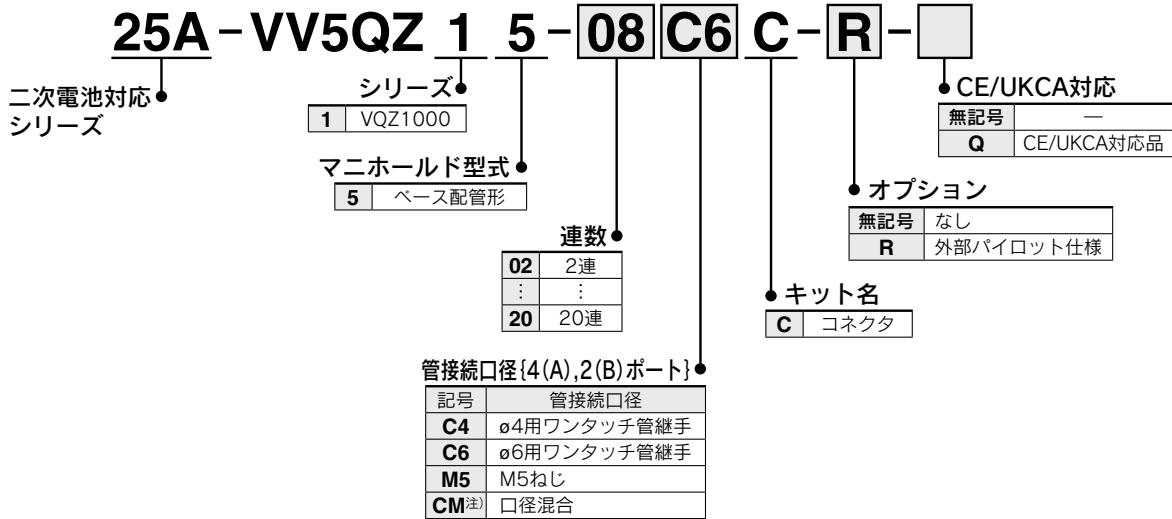 25A-VV5QZ 1 5-08 C6 C-R-
二次電池対応
シリーズ
シリーズ
1 VQZ1000
マニホールド型式
5 ベース配管形
連数
02 2連
⋮ ⋮
20 20連
管接続口径{4(A),2(B)ポート}
記号 管接続口径
C4 ø4用ワンタッチ管継手
C6 ø6用ワンタッチ管継手
M5 M5ねじ
CM注) 口径混合
キット名
C コネクタ
オプション
無記号 なし
R 外部パイロット仕様
CE/UKCA対応
無記号 —
Q CE/UKCA対応品